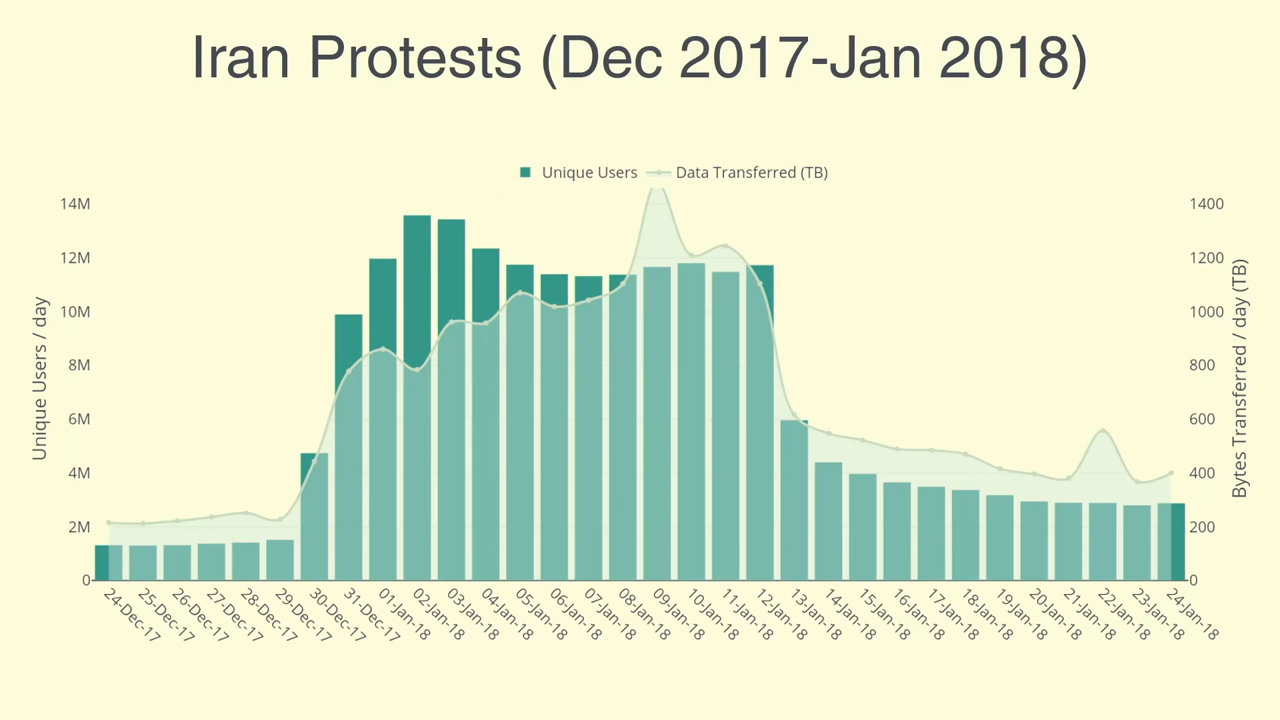 Iran Protests (Dec 2017-Jan 2018)
Unique Users
Data Transferred (TB)
14M
12M
10M
8M
6M
4M
2M
0
Unique Users / day
1400
1200
1000
800
600
400
200
0
Bytes Transferred / day (TB)
24-Dec-17
25-Dec-17
26-Dec-17
27-Dec-17
28-Dec-17
29-Dec-17
30-Dec-17
31-Dec-17
01-Jan-18
02-Jan-18
03-Jan-18
04-Jan-18
05-Jan-18
06-Jan-18
07-Jan-18
08-Jan-18
09-Jan-18
10-Jan-18
11-Jan-18
12-Jan-18
13-Jan-18
14-Jan-18
15-Jan-18
16-Jan-18
17-Jan-18
18-Jan-18
19-Jan-18
20-Jan-18
21-Jan-18
22-Jan-18
23-Jan-18
24-Jan-18